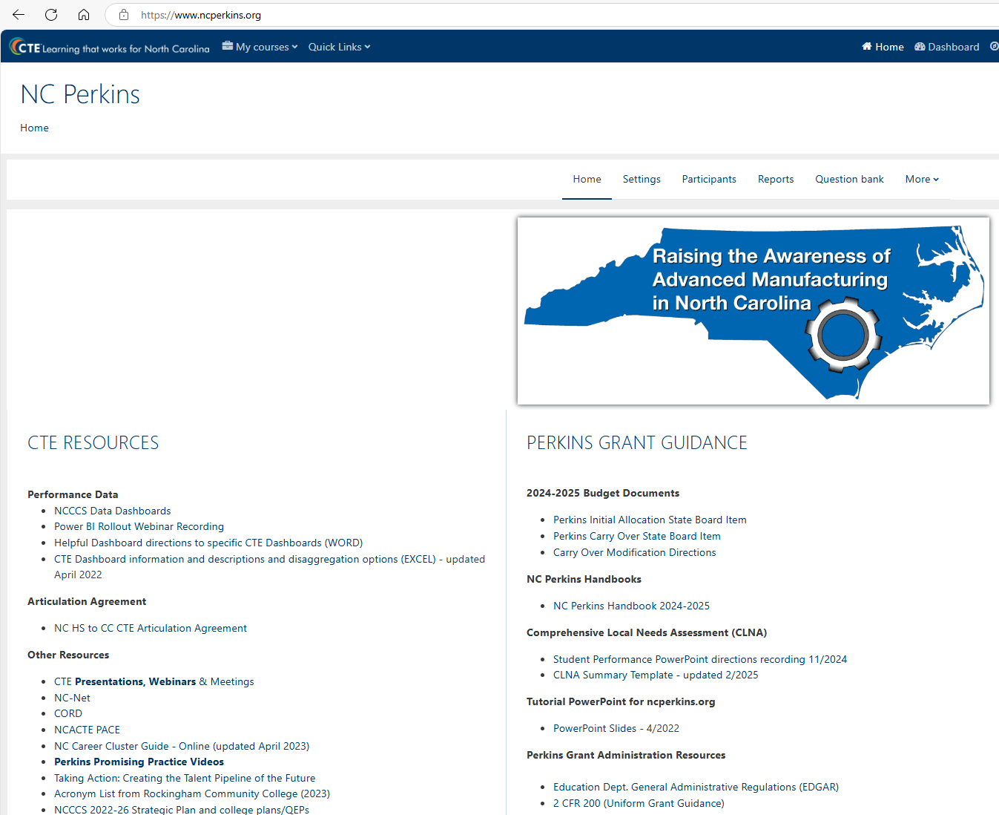 https://www.ncperkins.org
CTE Learning that works for North Carolina My courses Quick Links Home Dashboard
NC Perkins
Home
Home Settings Participants Reports Question bank More
Raising the Awareness of
Advanced Manufacturing
in North Carolina
CTE RESOURCES
Performance Data
NCCCS Data Dashboards
Power BI Rollout Webinar Recording
Helpful Dashboard directions to specific CTE Dashboards (WORD)
CTE Dashboard information and descriptions and disaggregation options (EXCEL) - updated
April 2022
Articulation Agreement
NC HS to CC CTE Articulation Agreement
Other Resources
CTE Presentations, Webinars & Meetings
NC-Net
CORD
NCACTE PACE
NC Career Cluster Guide - Online (updated April 2023)
Perkins Promising Practice Videos
Taking Action: Creating the Talent Pipeline of the Future
Acronym List from Rockingham Community College (2023)
NCCCS 2022-26 Strategic Plan and college plans/QEPs
PERKINS GRANT GUIDANCE
2024-2025 Budget Documents
Perkins Initial Allocation State Board Item
Perkins Carry Over State Board Item
Carry Over Modification Directions
NC Perkins Handbooks
NC Perkins Handbook 2024-2025
Comprehensive Local Needs Assessment (CLNA)
Student Performance PowerPoint directions recording 11/2024
CLNA Summary Template - updated 2/2025
Tutorial PowerPoint for ncperkins.org
PowerPoint Slides - 4/2022
Perkins Grant Administration Resources
Education Dept. General Administrative Regulations (EDGAR)
2 CFR 200 (Uniform Grant Guidance)